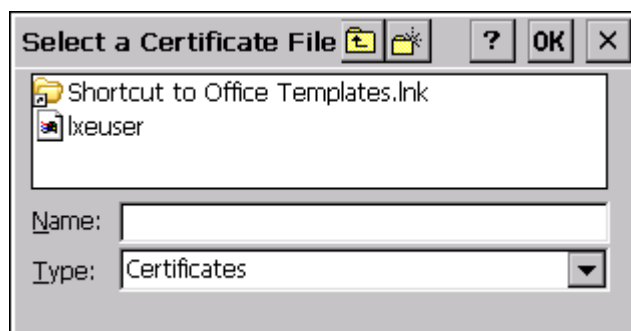 Select a Certificate File ? OK ×
Shortcut to Office Templates.lnk
lxeuser
Name:
Type: Certificates